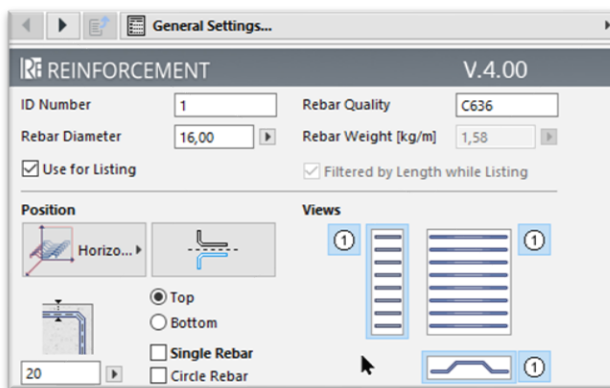 General Settings...
REINFORCEMENT V.4.00
ID Number 1 Rebar Quality C636
Rebar Diameter 16,00 Rebar Weight [kg/m] 1,58
Use for Listing Filtered by Length while Listing
Position Views
Horizo... 1 1
Top
Bottom
Single Rebar
20 Circle Rebar 1